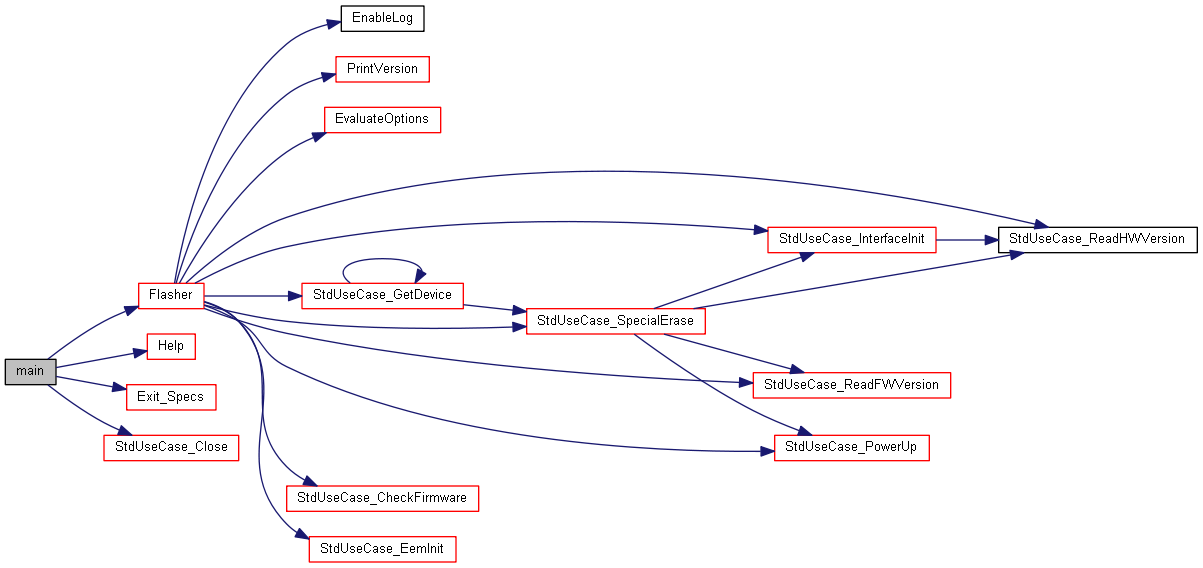 EnableLog
PrintVersion
EvaluateOptions
StdUseCase_InterfaceInit
StdUseCase_ReadHWVersion
Flasher
StdUseCase_GetDevice
StdUseCase_SpecialErase
Help
main
StdUseCase_ReadFWVersion
Exit_Specs
StdUseCase_Close
StdUseCase_PowerUp
StdUseCase_CheckFirmware
StdUseCase_EemInit